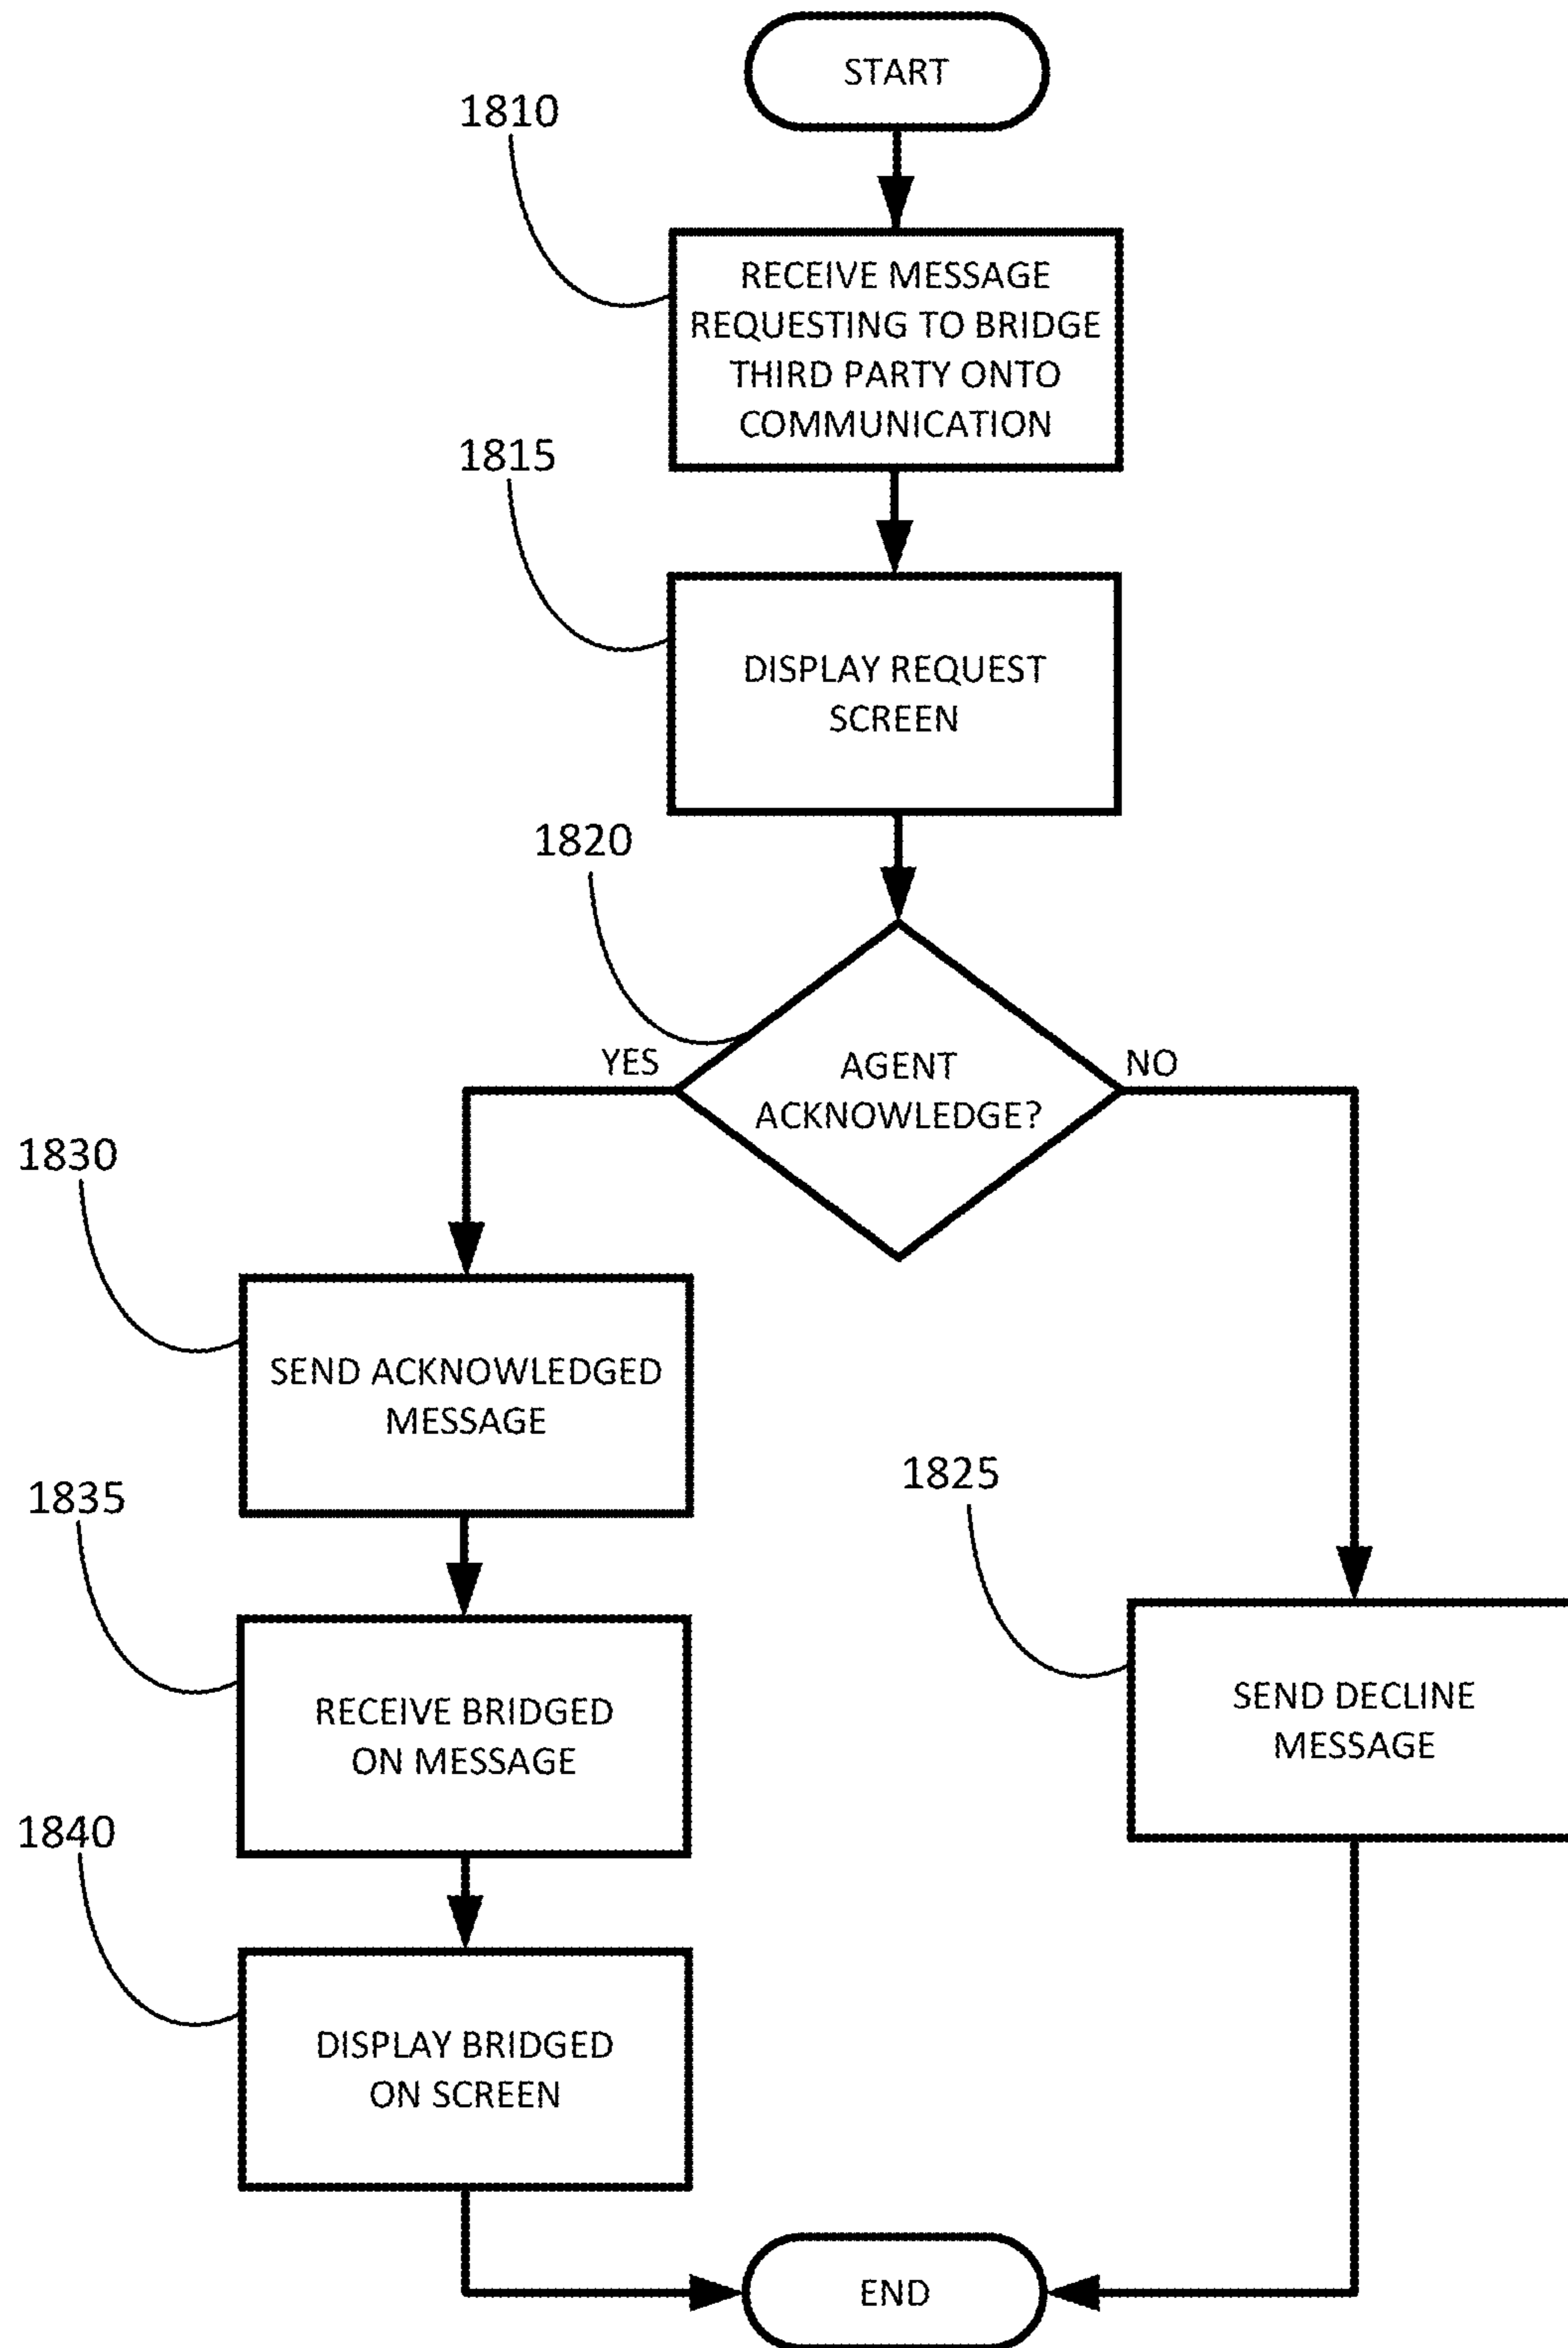 START
1810
RECEIVE MESSAGE
REQUESTING TO BRIDGE
THIRD PARTY ONTO
COMMUNICATION
1815
DISPLAY REQUEST
SCREEN
1820
YES
AGENT
ACKNOWLEDGE?
NO
1830
SEND ACKNOWLEDGED
MESSAGE
1835
RECEIVE BRIDGED
ON MESSAGE
1825
SEND DECLINE
MESSAGE
1840
DISPLAY BRIDGED
ON SCREEN
END